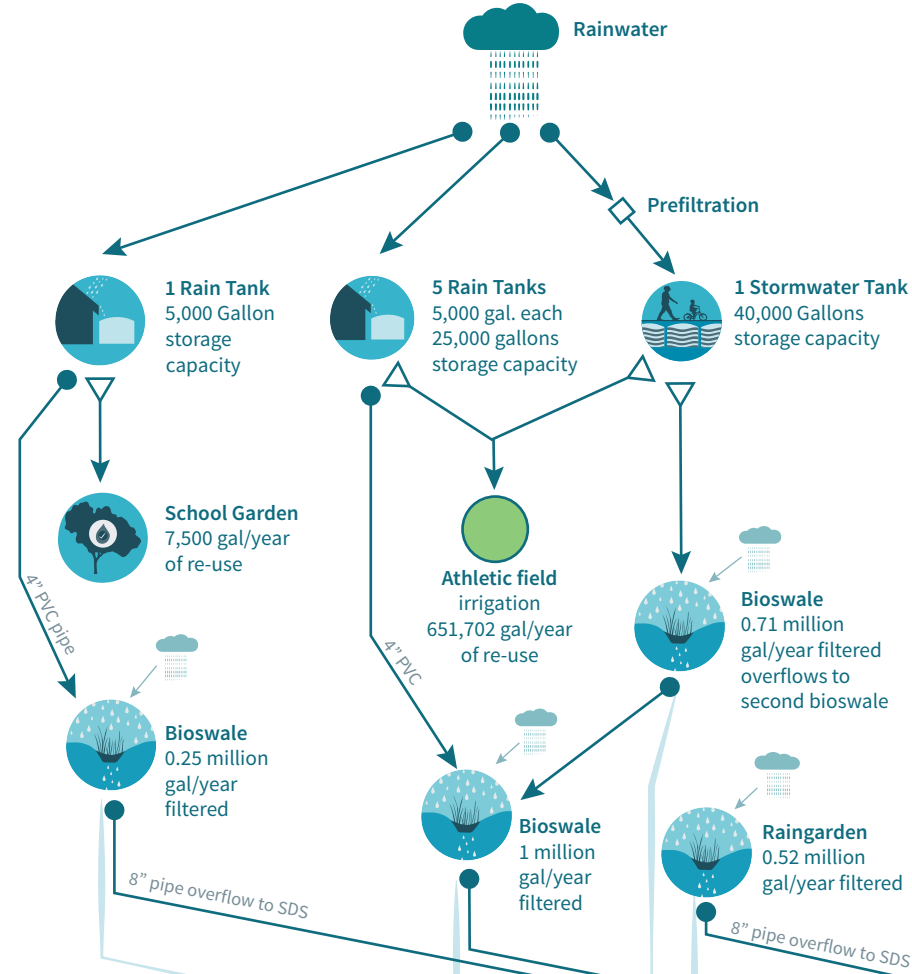 Rainwater
Prefiltration
1 Rain Tank
5,000 Gallon
storage
capacity
5 Rain Tanks
5,000 gal. each
25,000 gallons
storage capacity
1 Stormwater Tank
40,000 Gallons
storage capacity
School Garden
7,500 gal/year
of re-use
Athletic field
irrigation
651,702 gal/year
of re-use
Bioswale
0.71 million
gal/year filtered
overflows to
second bioswale
4” PVC pipe
4” PVC
Bioswale
0.25 million
gal/year
filtered
Bioswale
1 million
gal/year
filtered
Raingarden
0.52 million
gal/year filtered
8” pipe overflow to SDS
8” pipe overflow to SDS